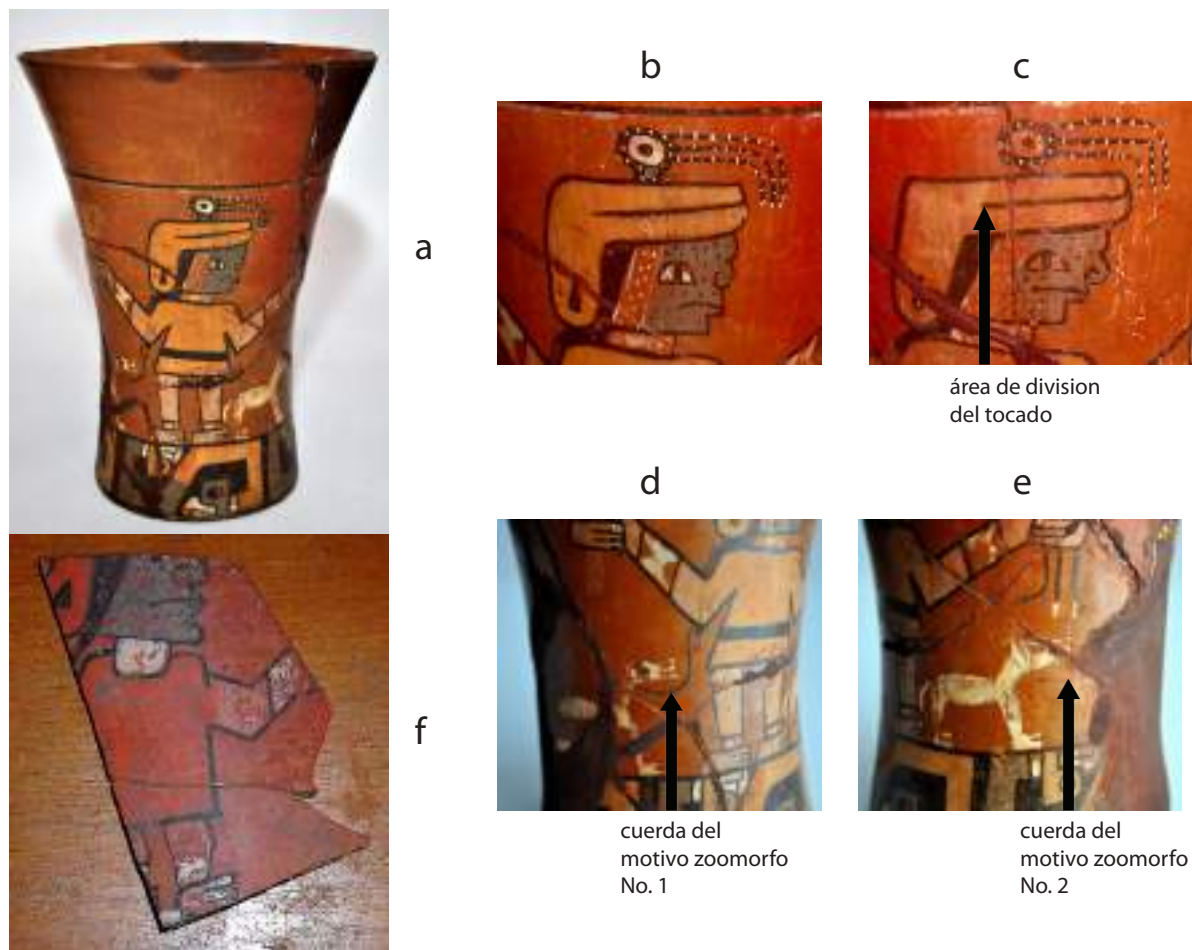 a
b
c
área de division
del tocado
d
e
cuerda del
motivo zoomorfo
No. 1
cuerda del
motivo zoomorfo
No. 2
f